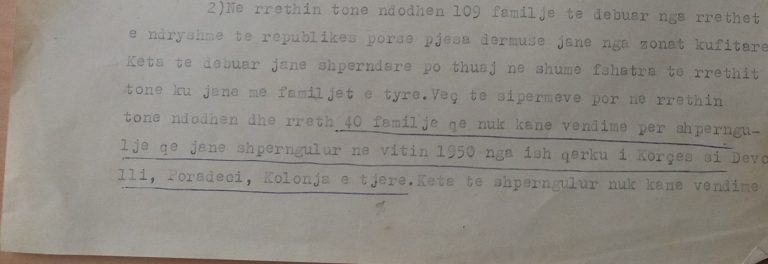 2)Ne rrethin tone ndodhen 109 familje te debuar nga rrethet
e ndryshme te republikes porse pjesa dermuse jane nga zonat kufitare
Keta te debuar jane shperndare po thuaj ne shume fshatra te rrethit
tone ku jane me familjet e tyre.Veç te sipermeve por ne rrethin
tone ndodhen dhe rreth 40 familje qe nuk kane vendime per shperngu-
lje qe jane shperngulur ne vitin 1950 nga ish qerku i Korçes si Devo
lli, Poradeci, Kolonja e tjere.Keta te shperngulur nuk kane vendime